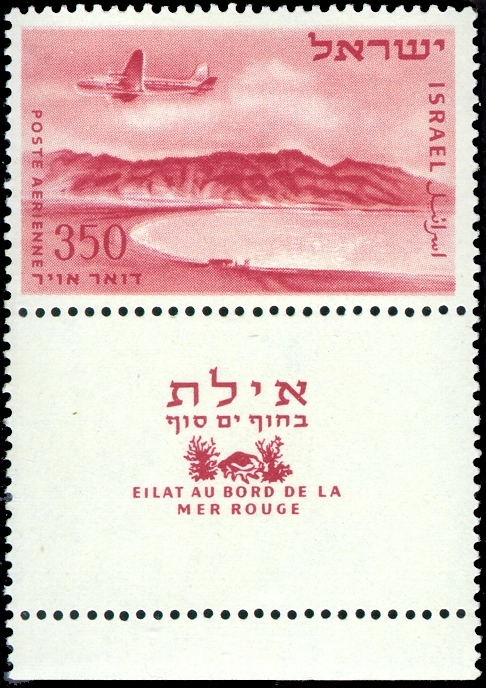 ישראל
ISRAEL اسرائيل
POSTE AERIENNE
350
דואר אויר
אילת
בחוף ים סוף
EILAT AU BORD DE LA
MER ROUGE